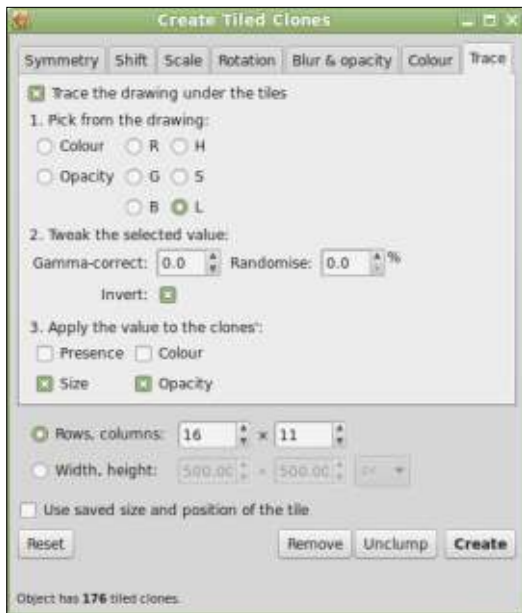 Create Tiled Clones
Symmetry Shift Scale Rotation Blur & opacity Colour Trace
Trace the drawing under the tiles
1. Pick from the drawing:
Colour R H
Opacity G S
B L
2. Tweak the selected value:
Gamma-correct: 0.0 Randomise: 0.0 %
Invert:
3. Apply the value to the clones':
Presence Colour
Size Opacity
Rows, columns: 16 × 11
Width, height: 500.00 × 500.00 px
Use saved size and position of the tile
Reset Remove Unclump Create
Object has 176 tiled clones.